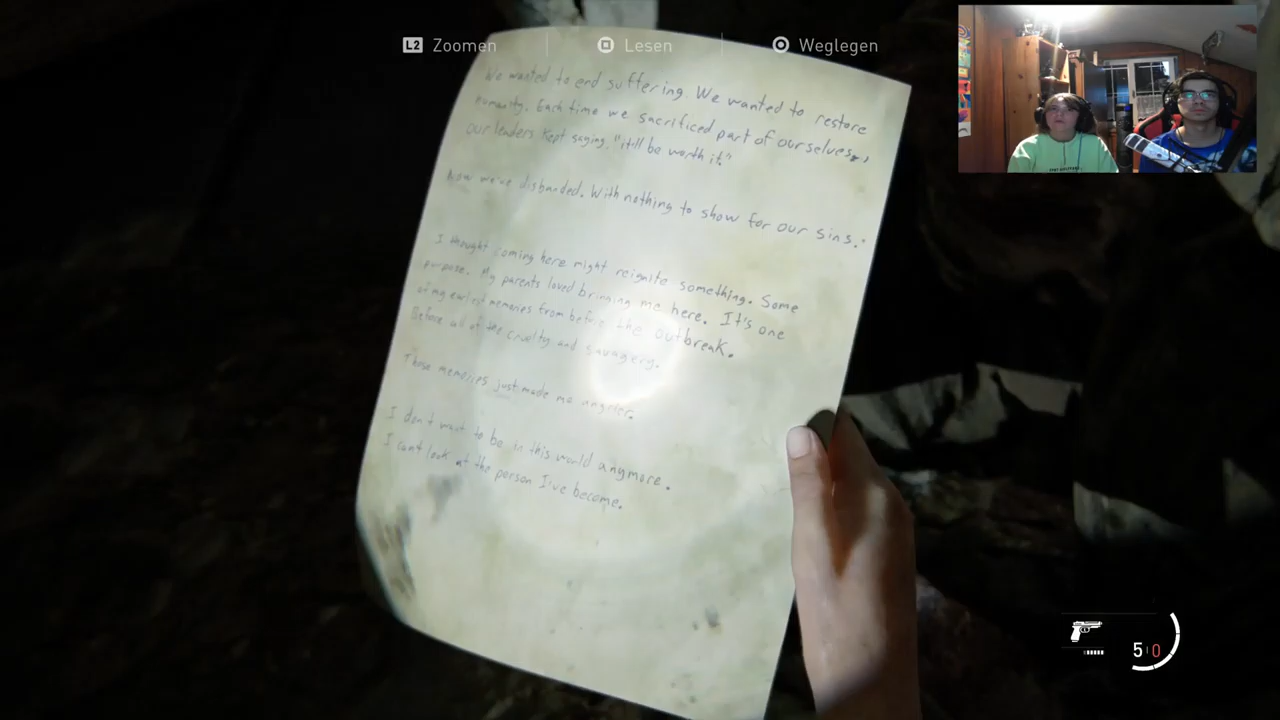 L2 Zoomen
Lesen
Weglegen
We wanted to end suffering. We wanted to restore
humanity. Each time we sacrificed part of ourselves,
our leaders kept saying, "it'll be worth it."
Now we've disbanded. With nothing to show for our sins.
I thought coming here might reignite something. Some
purpose. My parents loved bringing me here. It's one
of my earliest memories from before the outbreak.
Before all of the cruelty and savagery.
Those memories just made me angrier.
I don't want to be in this world anymore.
I can't look at the person I've become.
5 0